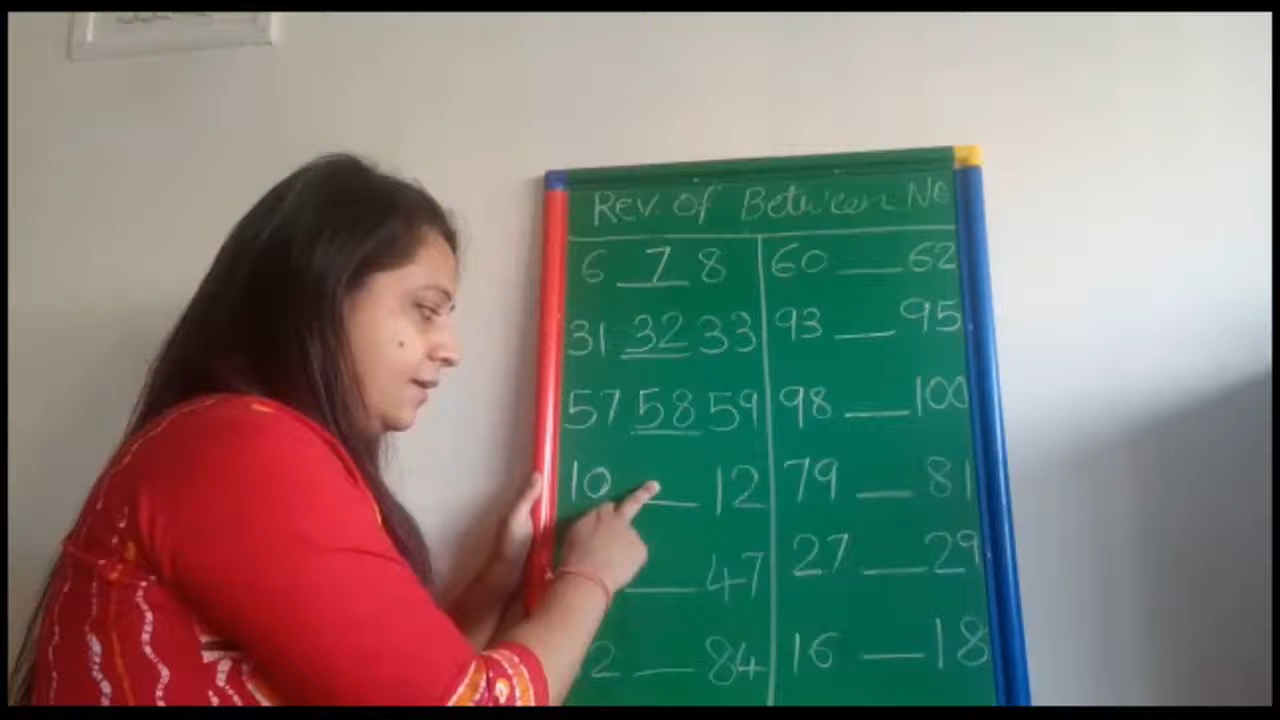 Rev. of Between No
6 7 8
31 32 33
57 58 59
10 __ 12
__ 47
2 __ 84
60 __ 62
93 __ 95
98 __ 100
79 __ 81
27 __ 29
16 __ 18